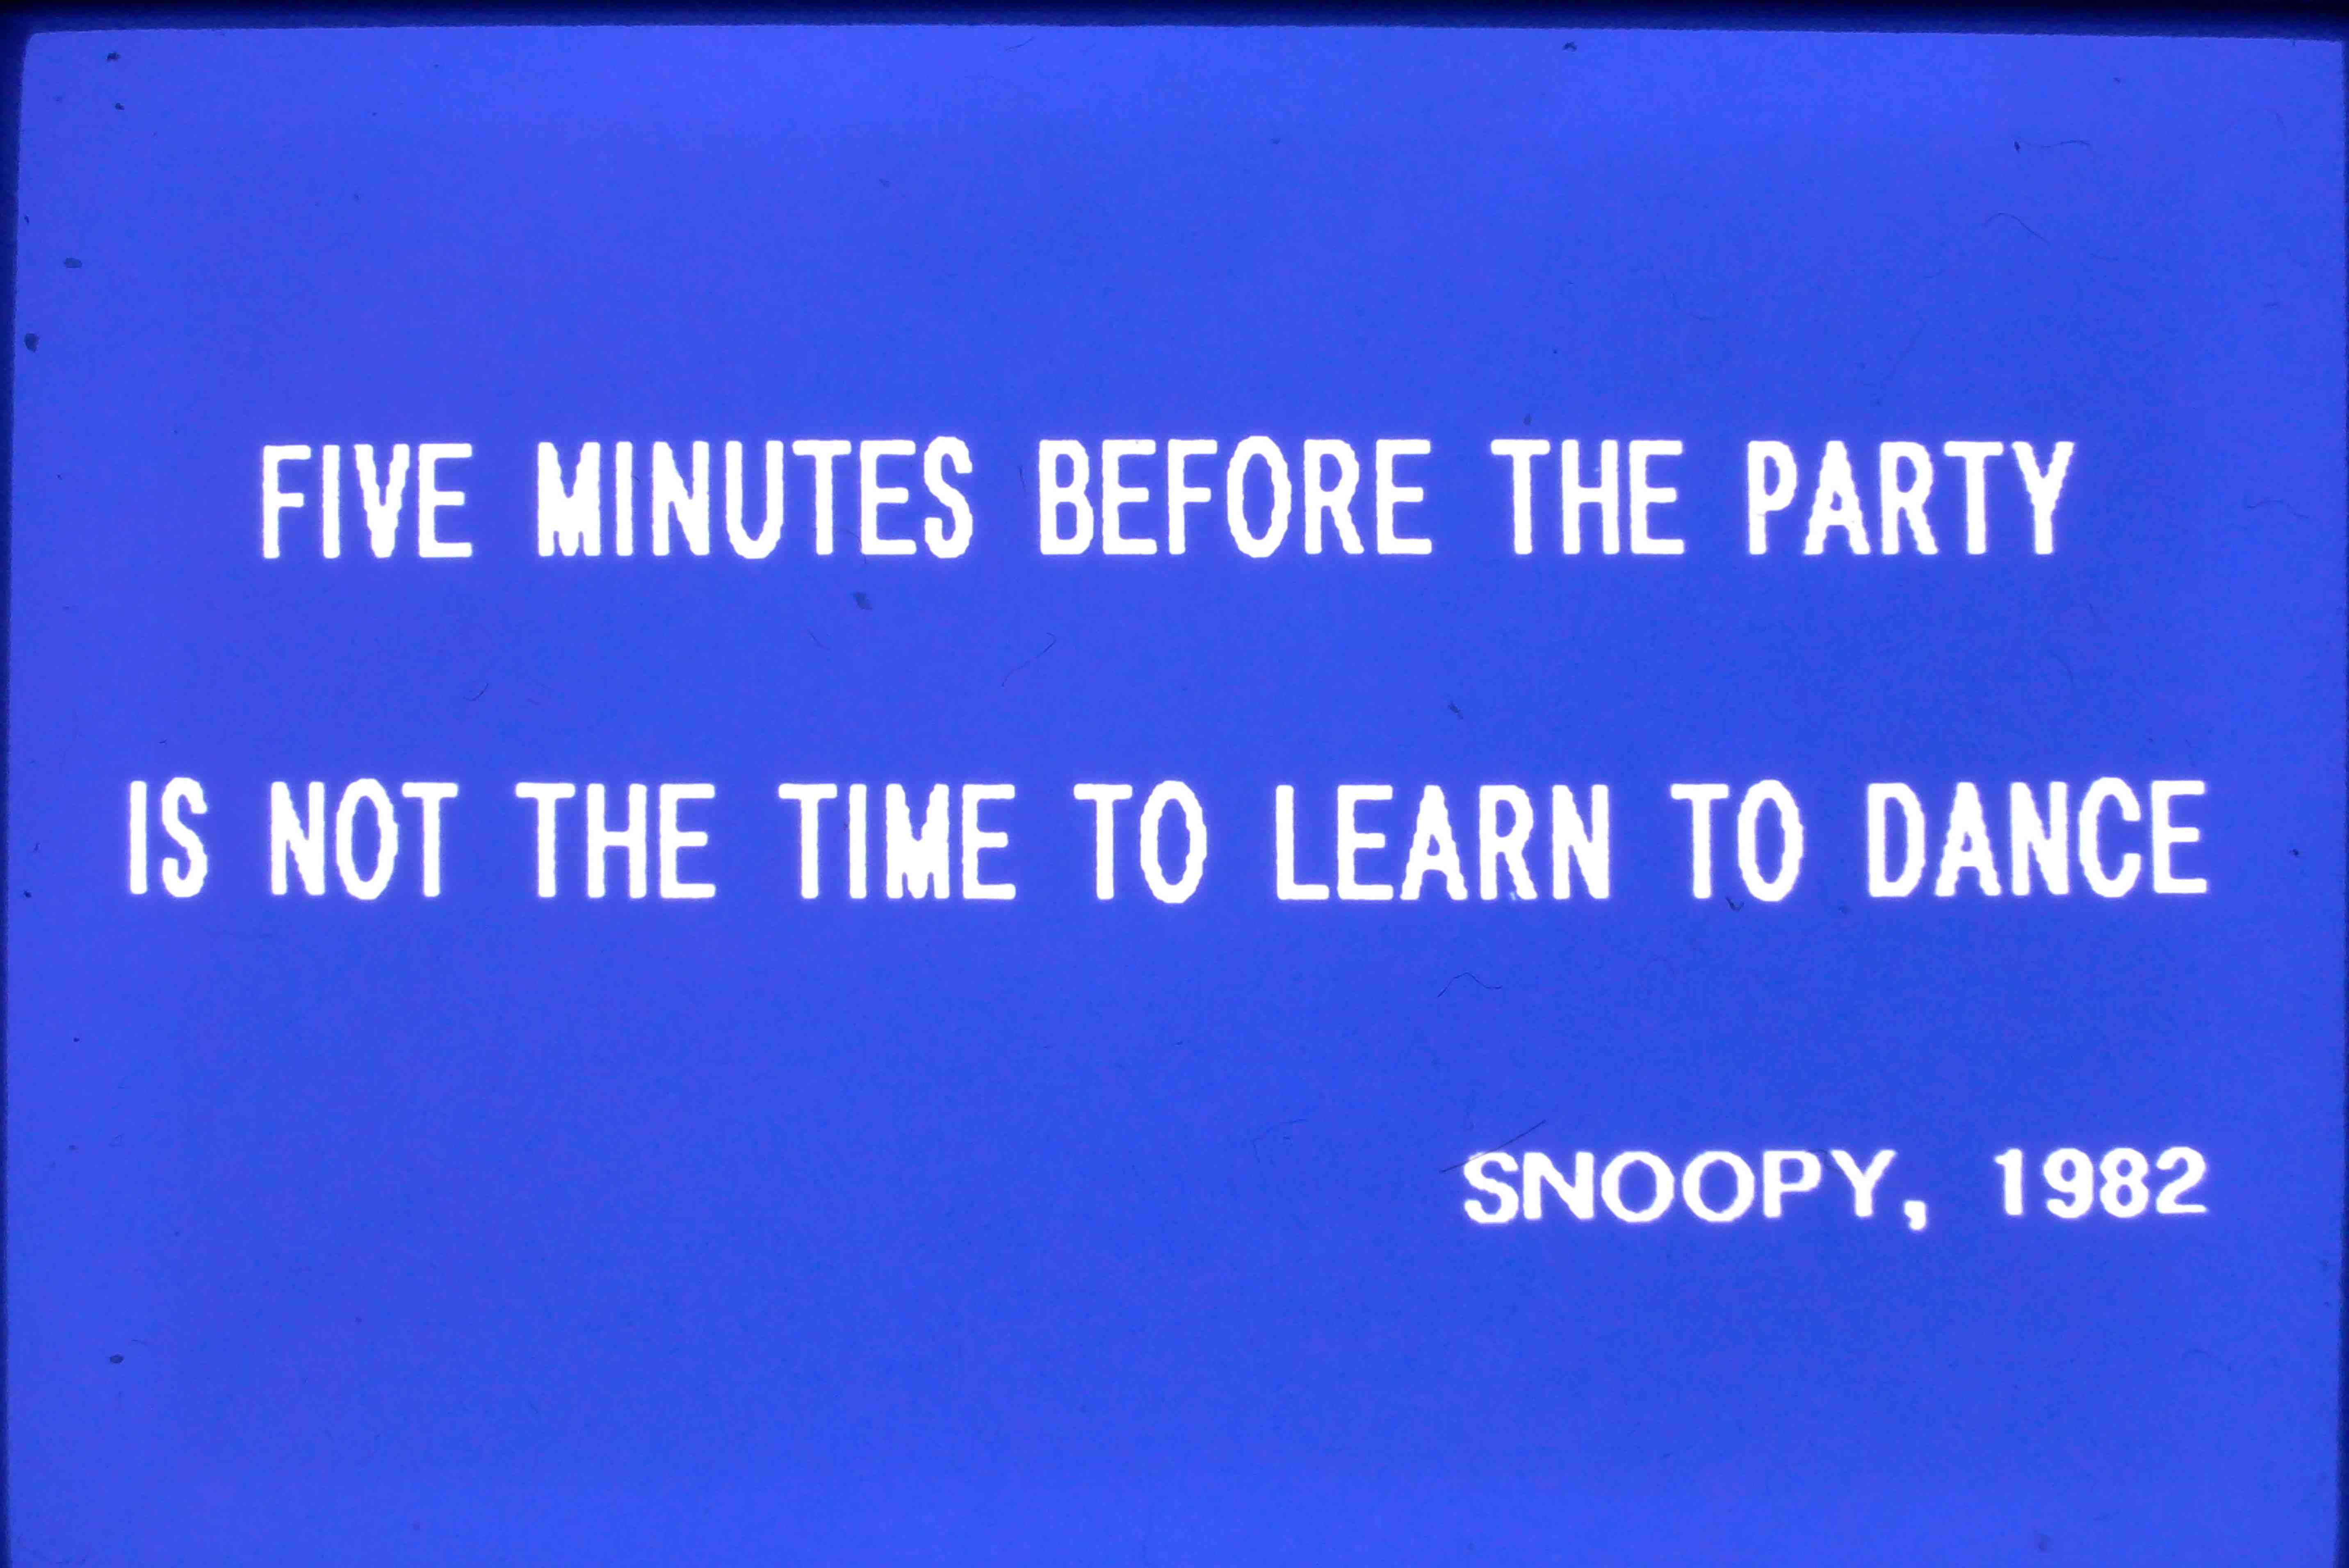 FIVE MINUTES BEFORE THE PARTY
IS NOT THE TIME TO LEARN TO DANCE
SNOOPY, 1982